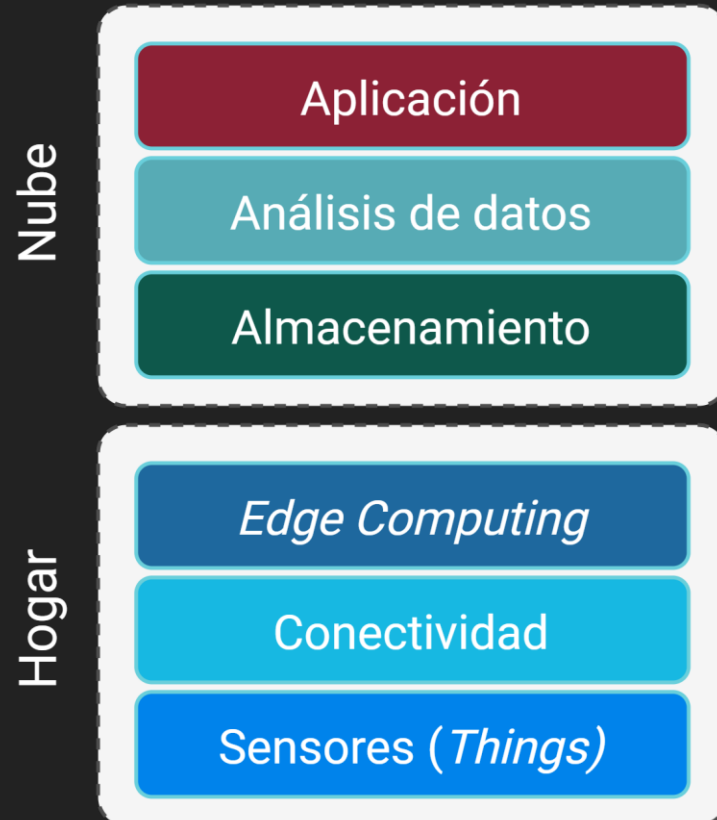 Nube
Aplicación
Análisis de datos
Almacenamiento
Hogar
Edge Computing
Conectividad
Sensores (Things)